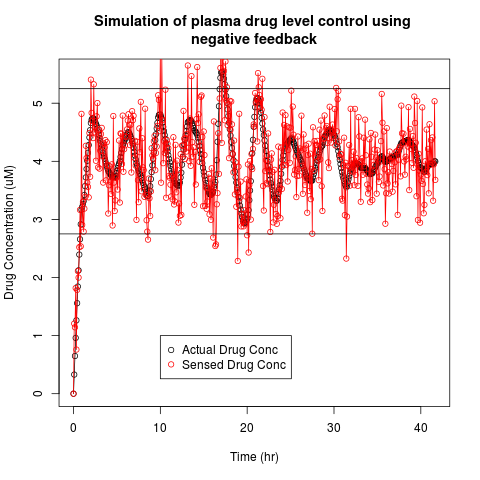 Simulation of plasma drug level control using
negative feedback
Drug Concentration (uM)
5
4
3
2
1
0
Actual Drug Conc
Sensed Drug Conc
0 10 20 30 40
Time (hr)